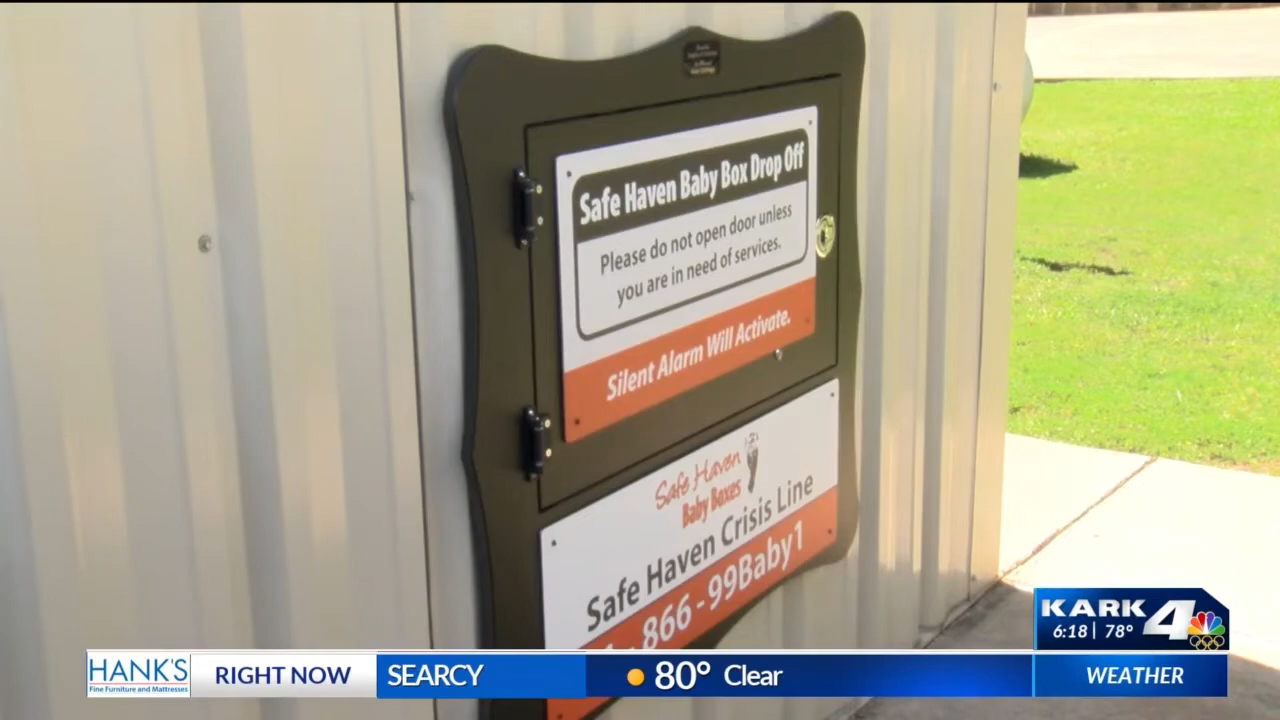 Safe Haven Baby Box Drop Off
Please do not open door unless
you are in need of services.
Silent Alarm Will Activate.
Safe Haven
Baby Boxes
Safe Haven Crisis Line
866-99Baby1
KARK 4
6:18 | 78°
HANK'S
Fine Furniture and Mattresses
RIGHT NOW
SEARCY
80° Clear
WEATHER